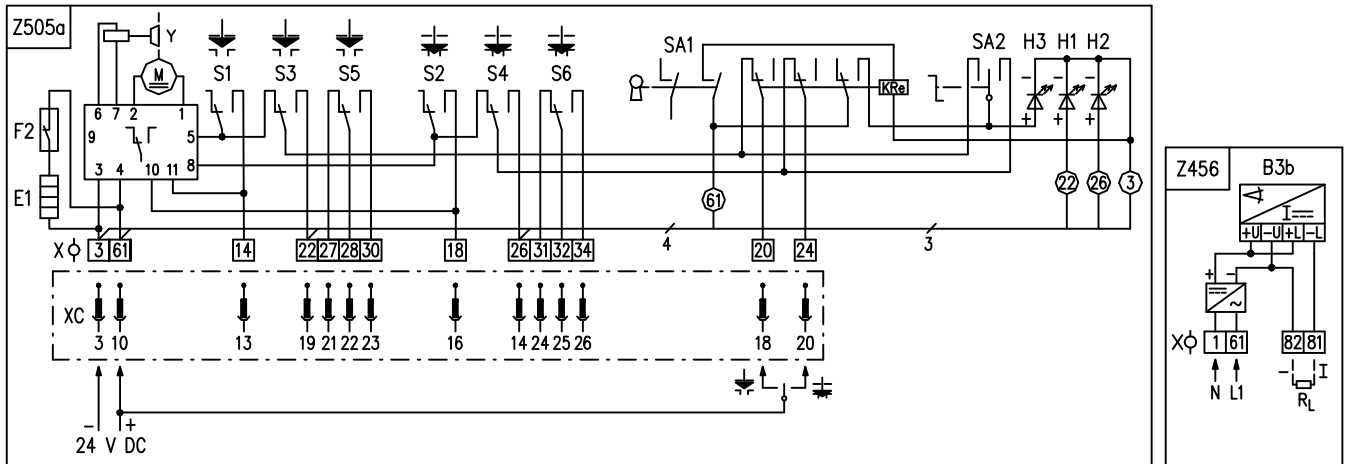 Z505a
Y
M
S1 S3 S5 S2 S4 S6
SA1 SA2 H3 H1 H2
KRe
F2
E1
6 7 2 1
9 5
8
3 4 10 11
- - -
+ + +
61 22 26 3
4 3
X 3 61 14 22 27 28 30 18 26 31 32 34 20 24
XC
3 10 13 19 21 22 23 16 14 24 25 26 18 20
- +
24 V DC
Z456
B3b
I
+U -U +L -L
+ -
~
X 1 61 82 81
- I
N L1 RL